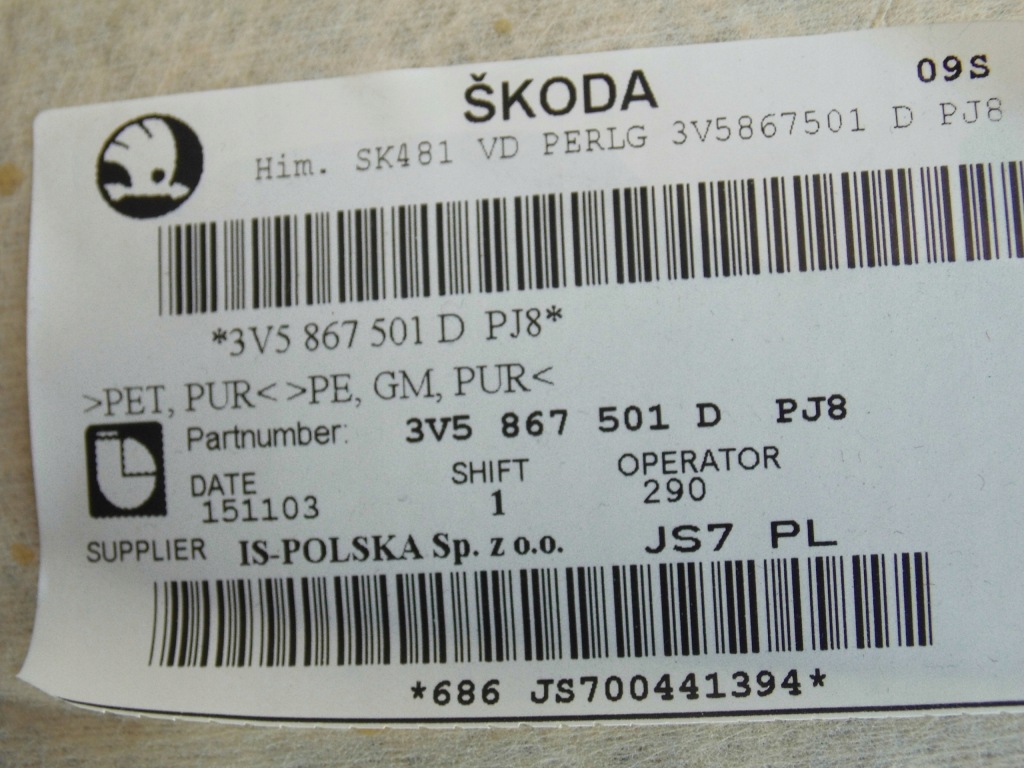 09S
ŠKODA
Him. SK481 VD PERLG 3V5867501 D PJ8
*3V5 867 501 D PJ8*
>PET, PUR< >PE, GM, PUR<
Partnumber: 3V5 867 501 D PJ8
DATE SHIFT OPERATOR
151103 1 290
SUPPLIER IS-POLSKA Sp. z o.o. JS7 PL
*686 JS700441394*